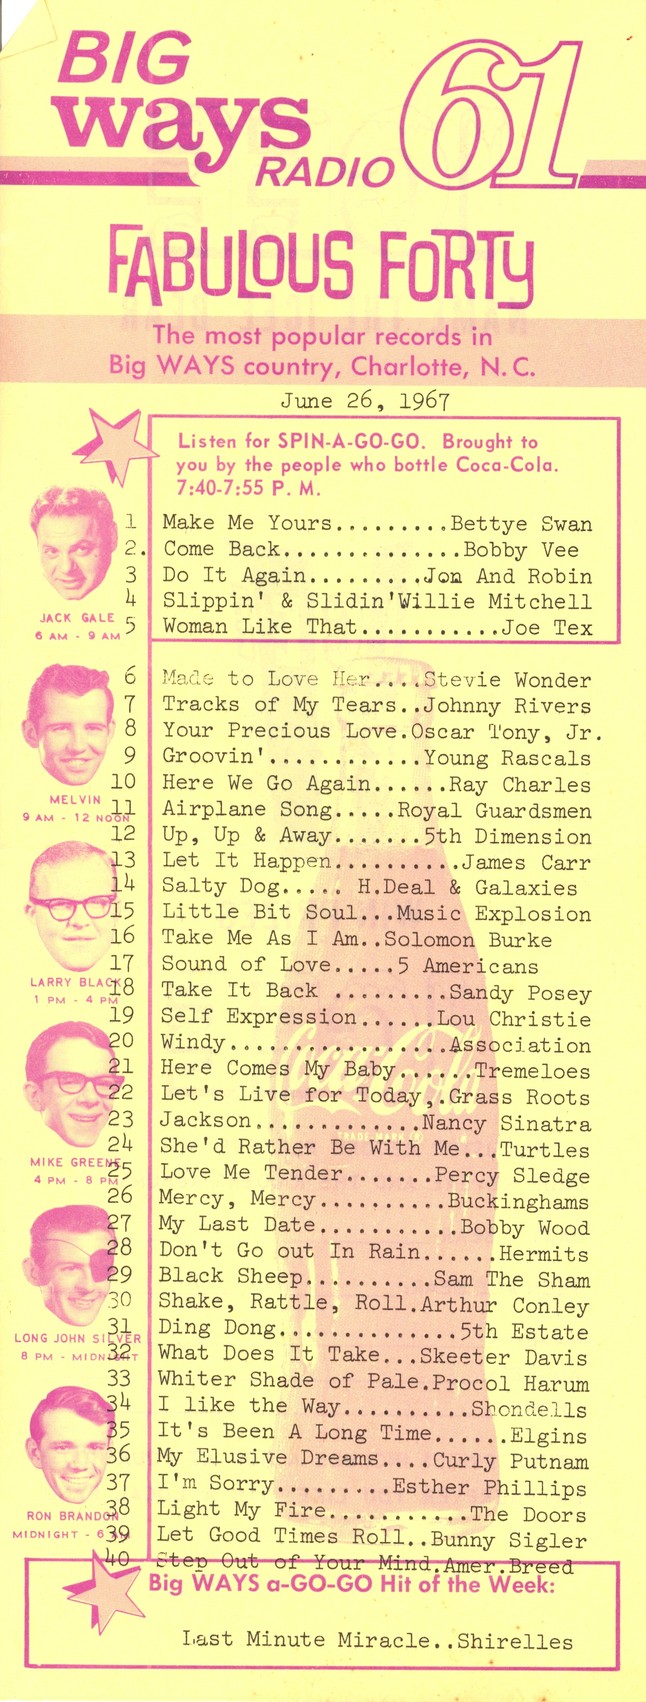 BIG
ways
RADIO 61
FABULOUS FORTY
The most popular records in
Big WAYS country, Charlotte, N. C.
June 26, 1967
Listen for SPIN-A-GO-GO. Brought to
you by the people who bottle Coca-Cola.
7:40-7:55 P. M.
1 Make Me Yours.........Bettye Swan
2. Come Back..............Bobby Vee
3 Do It Again.........Jon And Robin
4 Slippin' & Slidin'Willie Mitchell
JACK GALE
6 AM - 9 AM
5 Woman Like That...........Joe Tex
6 Made to Love Her....Stevie Wonder
7 Tracks of My Tears..Johnny Rivers
8 Your Precious Love.Oscar Tony, Jr.
9 Groovin'............Young Rascals
10 Here We Go Again......Ray Charles
MELVIN
9 AM - 12 NOON
11 Airplane Song.....Royal Guardsmen
12 Up, Up & Away.......5th Dimension
13 Let It Happen..........James Carr
14 Salty Dog..... H.Deal & Galaxies
15 Little Bit Soul...Music Explosion
16 Take Me As I Am..Solomon Burke
17 Sound of Love.....5 Americans
LARRY BLACK
1 PM - 4 PM
18 Take It Back .........Sandy Posey
19 Self Expression......Lou Christie
20 Windy.................Association
21 Here Comes My Baby......Tremeloes
22 Let's Live for Today,.Grass Roots
Coca-Cola
23 Jackson.............Nancy Sinatra
TRADE-MARK ®
24 She'd Rather Be With Me...Turtles
MIKE GREENE
4 PM - 8 PM
25 Love Me Tender.......Percy Sledge
26 Mercy, Mercy..........Buckinghams
27 My Last Date...........Bobby Wood
28 Don't Go out In Rain......Hermits
29 Black Sheep..........Sam The Sham
30 Shake, Rattle, Roll.Arthur Conley
31 Ding Dong..............5th Estate
LONG JOHN SILVER
8 PM - MIDNIGHT
32 What Does It Take...Skeeter Davis
33 Whiter Shade of Pale.Procol Harum
34 I like the Way..........Shondells
35 It's Been A Long Time......Elgins
36 My Elusive Dreams....Curly Putnam
37 I'm Sorry.........Esther Phillips
38 Light My Fire...........The Doors
RON BRANDON
MIDNIGHT - 6 AM
39 Let Good Times Roll..Bunny Sigler
40 Step Out of Your Mind.Amer.Breed
Big WAYS a-GO-GO Hit of the Week:
Last Minute Miracle..Shirelles